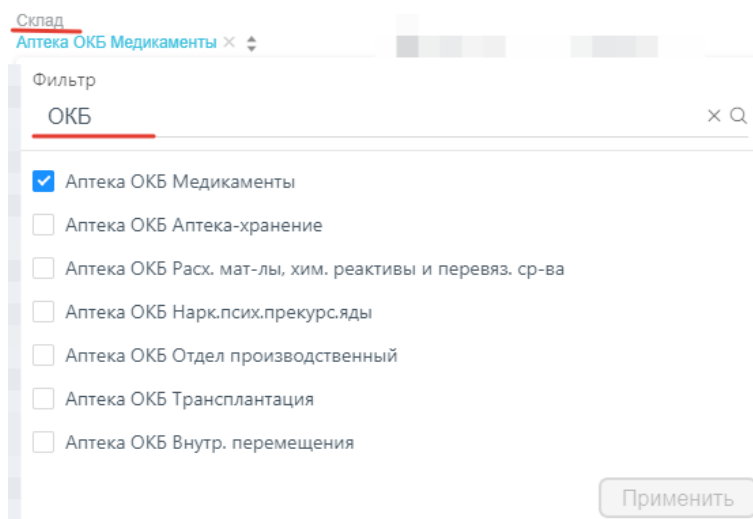 Склад
Аптека ОКБ Медикаменты
Фильтр
ОКБ
Аптека ОКБ Медикаменты
Аптека ОКБ Аптека-хранение
Аптека ОКБ Расх. мат-лы, хим. реактивы и перевяз. ср-ва
Аптека ОКБ Нарк.псих.прекурс.яды
Аптека ОКБ Отдел производственный
Аптека ОКБ Трансплантация
Аптека ОКБ Внутр. перемещения
Применить